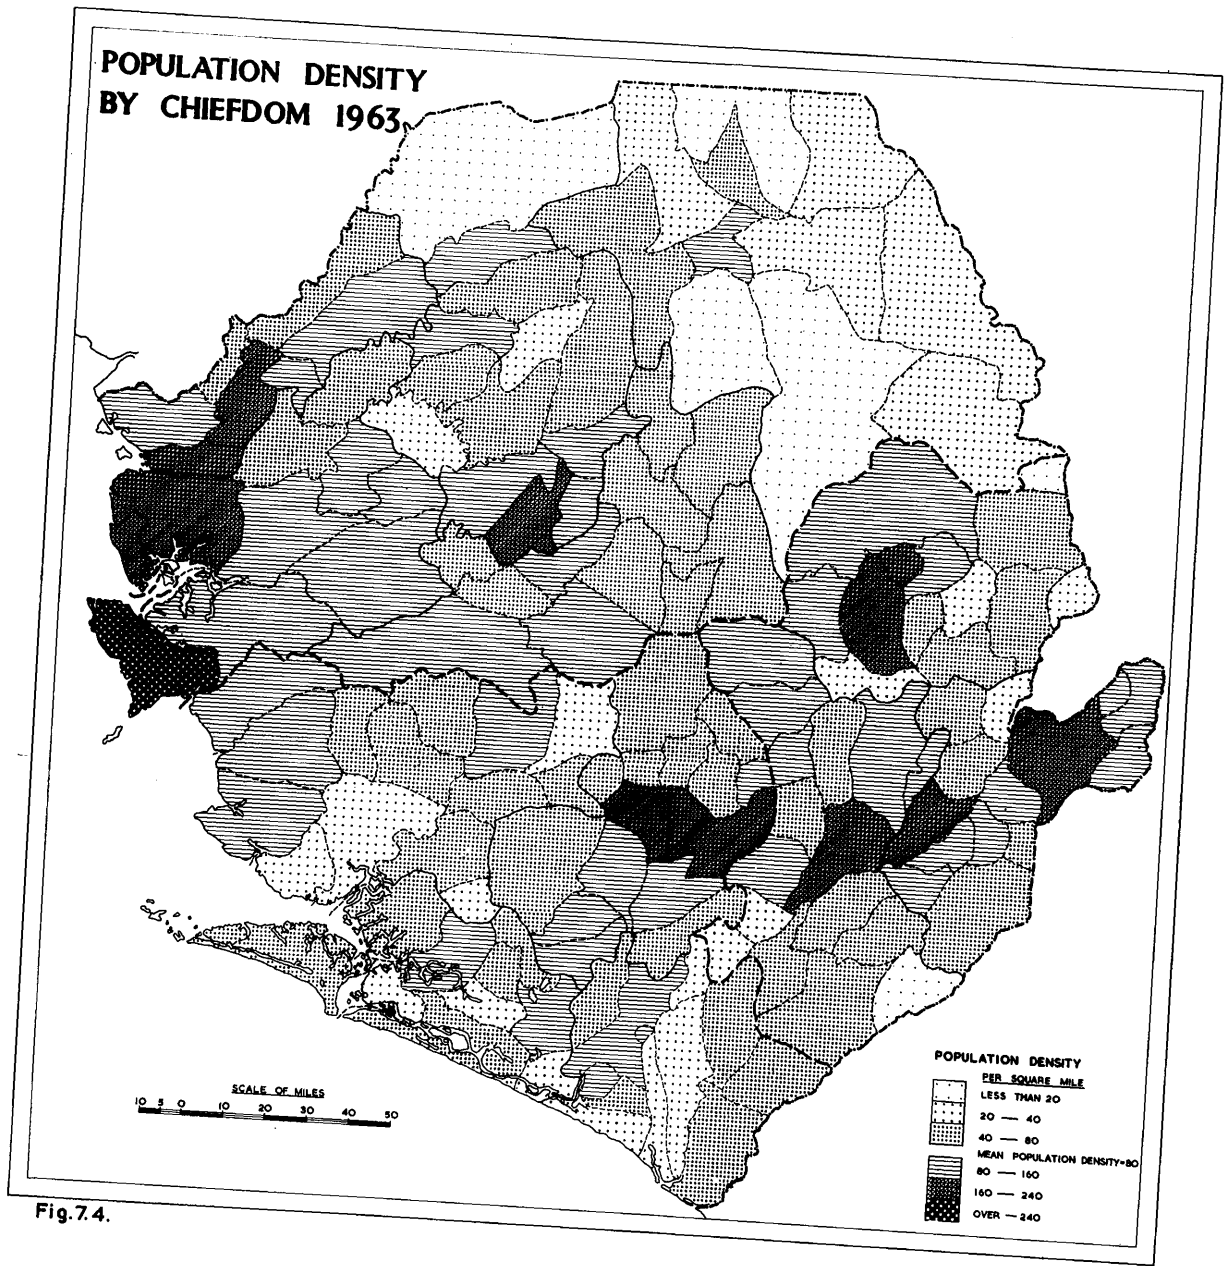 POPULATION DENSITY
BY CHIEFDOM 1963
SCALE OF MILES
10 5 0 10 20 30 40 50
POPULATION DENSITY
PER SQUARE MILE
LESS THAN 20
20 — 40
40 — 80
MEAN POPULATION DENSITY=80
80 — 160
160 — 240
OVER — 240
Fig.7.4.